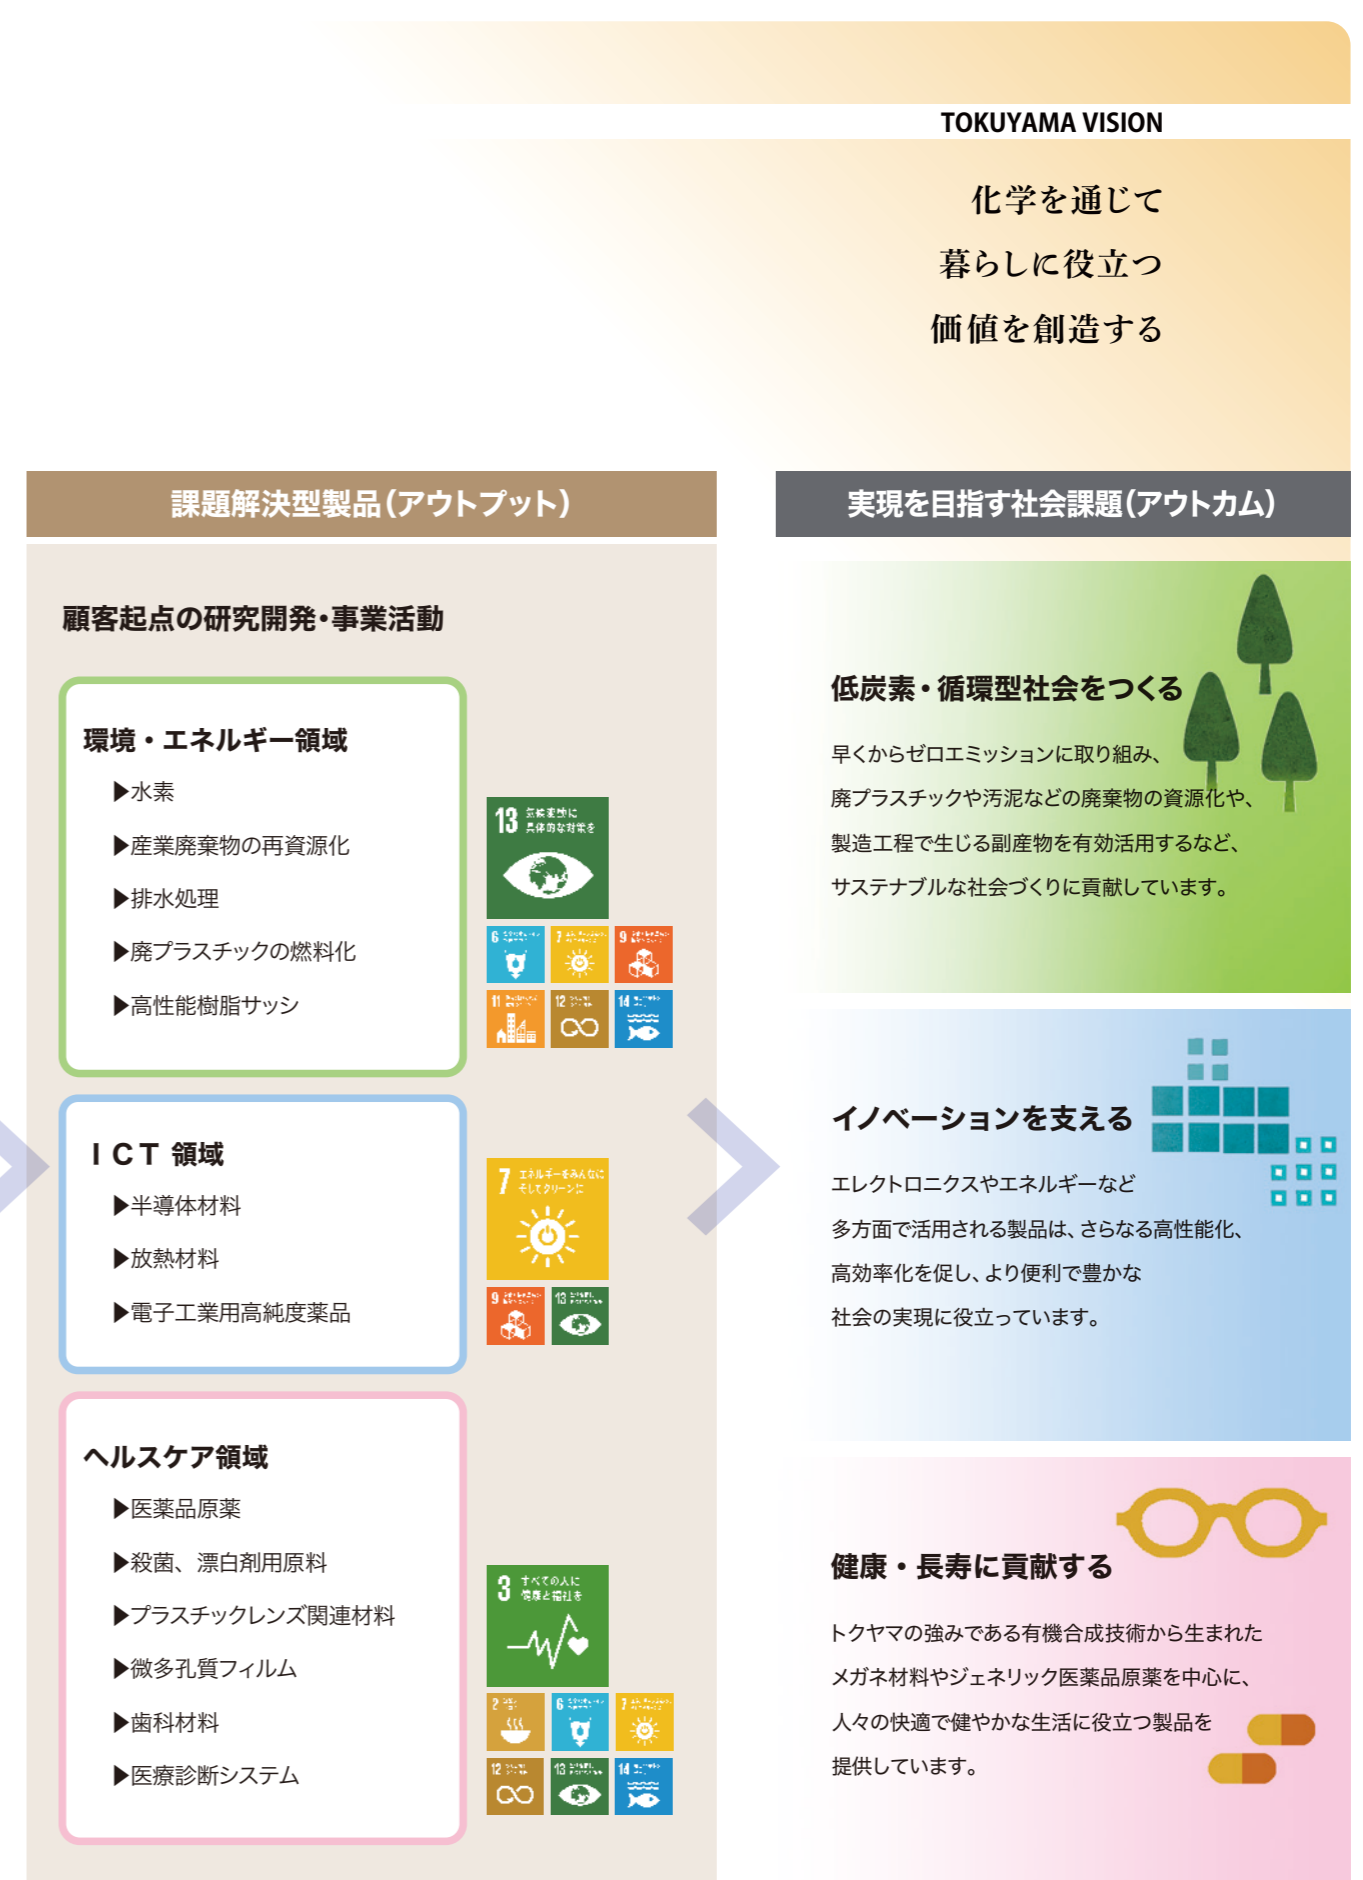 TOKUYAMA VISION
化学を通じて
暮らしに役立つ
価値を創造する
課題解決型製品(アウトプット)
顧客起点の研究開発・事業活動
環境・エネルギー領域
▶水素
▶産業廃棄物の再資源化
▶排水処理
▶廃プラスチックの燃料化
▶高性能樹脂サッシ
13 気候変動に
具体的な対策を
6
7
9
11
12
14
ICT 領域
▶半導体材料
▶放熱材料
▶電子工業用高純度薬品
7 エネルギーをみんなに
そしてクリーンに
9
13
ヘルスケア領域
▶医薬品原薬
▶殺菌、漂白剤用原料
▶プラスチックレンズ関連材料
▶微多孔質フィルム
▶歯科材料
▶医療診断システム
3 すべての人に
健康と福祉を
2
6
7
12
13
14
実現を目指す社会課題(アウトカム)
低炭素・循環型社会をつくる
早くからゼロエミッションに取り組み、
廃プラスチックや汚泥などの廃棄物の資源化や、
製造工程で生じる副産物を有効活用するなど、
サステナブルな社会づくりに貢献しています。
イノベーションを支える
エレクトロニクスやエネルギーなど
多方面で活用される製品は、さらなる高性能化、
高効率化を促し、より便利で豊かな
社会の実現に役立っています。
健康・長寿に貢献する
トクヤマの強みである有機合成技術から生まれた
メガネ材料やジェネリック医薬品原薬を中心に、
人々の快適で健やかな生活に役立つ製品を
提供しています。